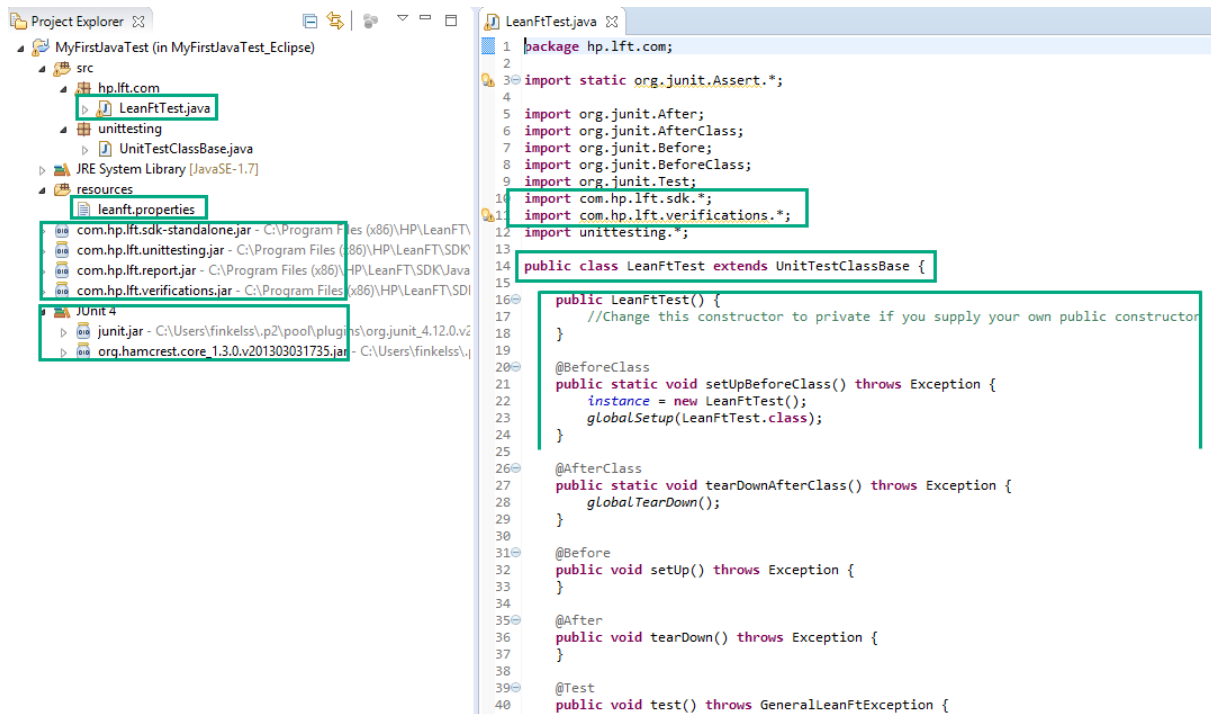 Project Explorer
MyFirstJavaTest (in MyFirstJavaTest_Eclipse)
src
hp.lft.com
LeanFtTest.java
unittesting
UnitTestClassBase.java
JRE System Library [JavaSE-1.7]
resources
leanft.properties
com.hp.lft.sdk-standalone.jar - C:\Program Files (x86)\HP\LeanFT\
com.hp.lft.unittesting.jar - C:\Program Files (x86)\HP\LeanFT\SDK\
com.hp.lft.report.jar - C:\Program Files (x86)\HP\LeanFT\SDK\Java
com.hp.lft.verifications.jar - C:\Program Files (x86)\HP\LeanFT\SDI
JUnit 4
junit.jar - C:\Users\finkelss\.p2\pool\plugins\org.junit_4.12.0.v2
org.hamcrest.core_1.3.0.v201303031735.jar - C:\Users\finkelss\.
LeanFtTest.java
1 package hp.lft.com;
2
3 import static org.junit.Assert.*;
4
5 import org.junit.After;
6 import org.junit.AfterClass;
7 import org.junit.Before;
8 import org.junit.BeforeClass;
9 import org.junit.Test;
10 import com.hp.lft.sdk.*;
11 import com.hp.lft.verifications.*;
12 import unittesting.*;
13
14 public class LeanFtTest extends UnitTestClassBase {
15
16 public LeanFtTest() {
17 //Change this constructor to private if you supply your own public constructor
18 }
19
20 @BeforeClass
21 public static void setUpBeforeClass() throws Exception {
22 instance = new LeanFtTest();
23 globalSetup(LeanFtTest.class);
24 }
25
26 @AfterClass
27 public static void tearDownAfterClass() throws Exception {
28 globalTearDown();
29 }
30
31 @Before
32 public void setUp() throws Exception {
33 }
34
35 @After
36 public void tearDown() throws Exception {
37 }
38
39 @Test
40 public void test() throws GeneralLeanFtException {